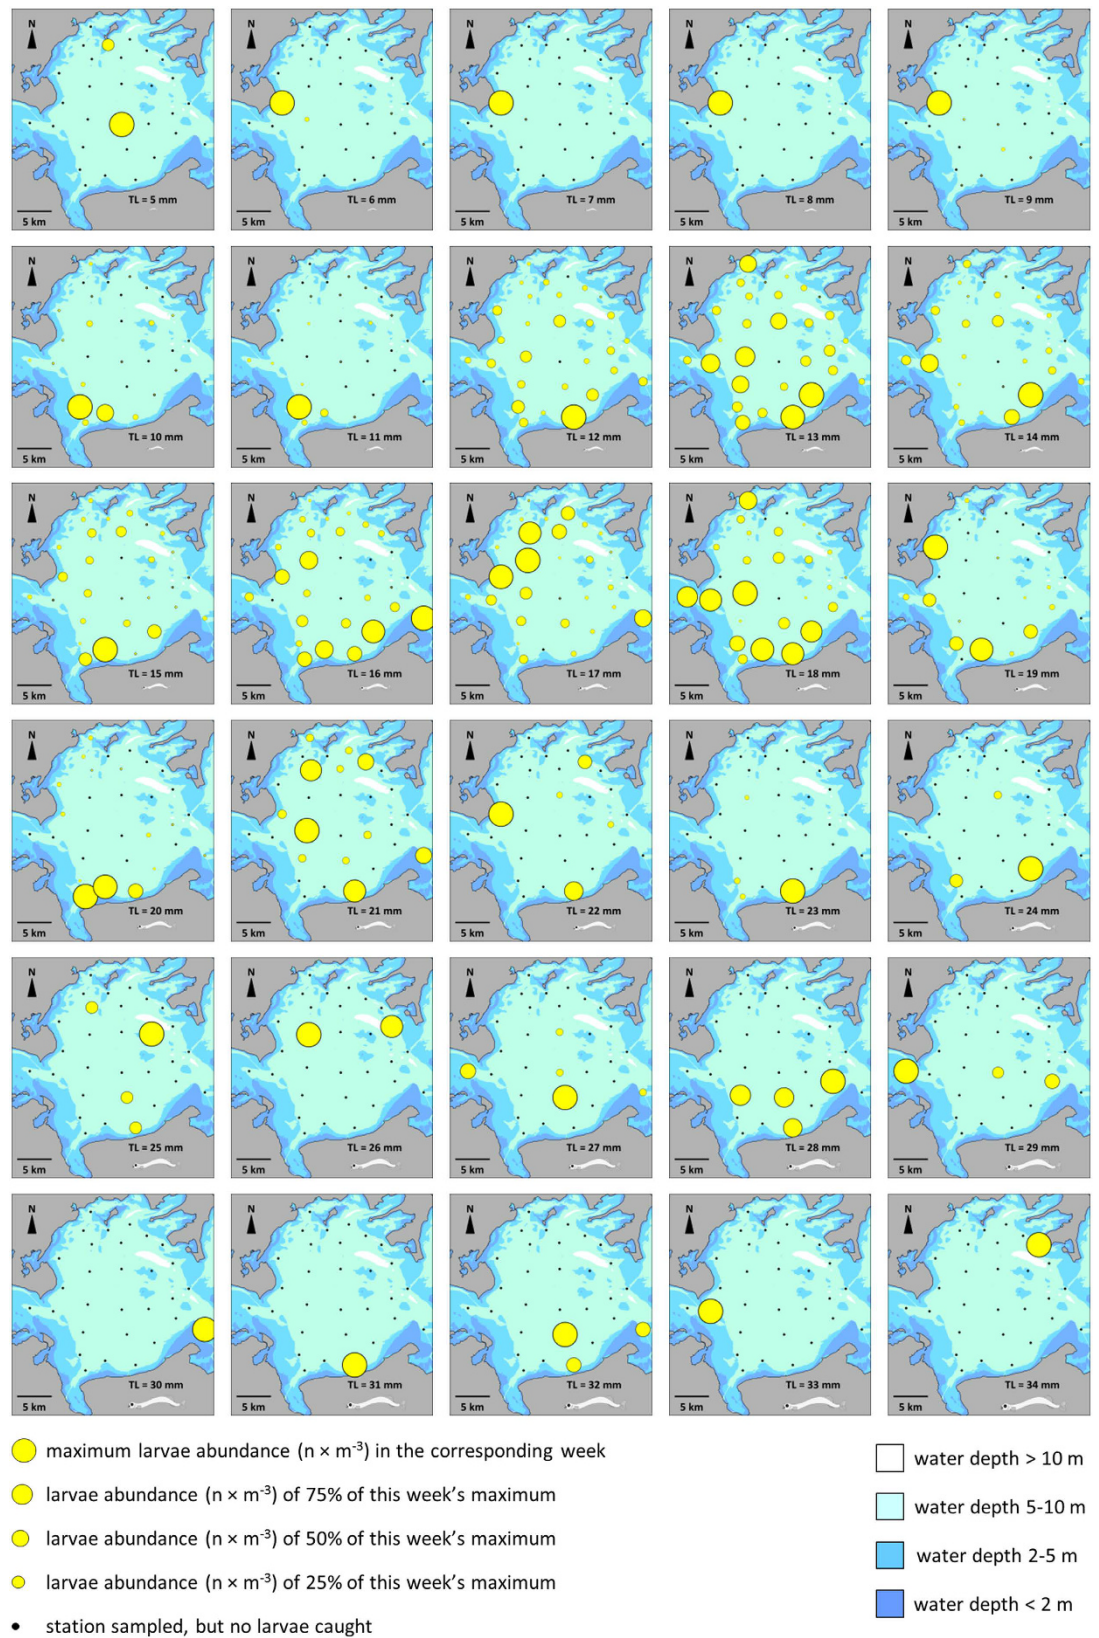 N N N N N
TL = 5 mm TL = 6 mm TL = 7 mm TL = 8 mm TL = 9 mm
5 km 5 km 5 km 5 km 5 km
N N N N N
TL = 10 mm TL = 11 mm TL = 12 mm TL = 13 mm TL = 14 mm
5 km 5 km 5 km 5 km 5 km
N N N N N
TL = 15 mm TL = 16 mm TL = 17 mm TL = 18 mm TL = 19 mm
5 km 5 km 5 km 5 km 5 km
N N N N N
TL = 20 mm TL = 21 mm TL = 22 mm TL = 23 mm TL = 24 mm
5 km 5 km 5 km 5 km 5 km
N N N N N
TL = 25 mm TL = 26 mm TL = 27 mm TL = 28 mm TL = 29 mm
5 km 5 km 5 km 5 km 5 km
N N N N N
TL = 30 mm TL = 31 mm TL = 32 mm TL = 33 mm TL = 34 mm
5 km 5 km 5 km 5 km 5 km
maximum larvae abundance (n × m⁻³) in the corresponding week
larvae abundance (n × m⁻³) of 75% of this week's maximum
larvae abundance (n × m⁻³) of 50% of this week's maximum
larvae abundance (n × m⁻³) of 25% of this week's maximum
station sampled, but no larvae caught
water depth > 10 m
water depth 5-10 m
water depth 2-5 m
water depth < 2 m